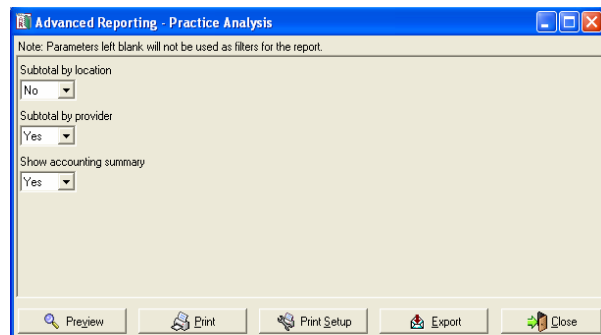 Advanced Reporting - Practice Analysis
Note: Parameters left blank will not be used as filters for the report.
Subtotal by location
No
Subtotal by provider
Yes
Show accounting summary
Yes
Preview Print Print Setup Export Close